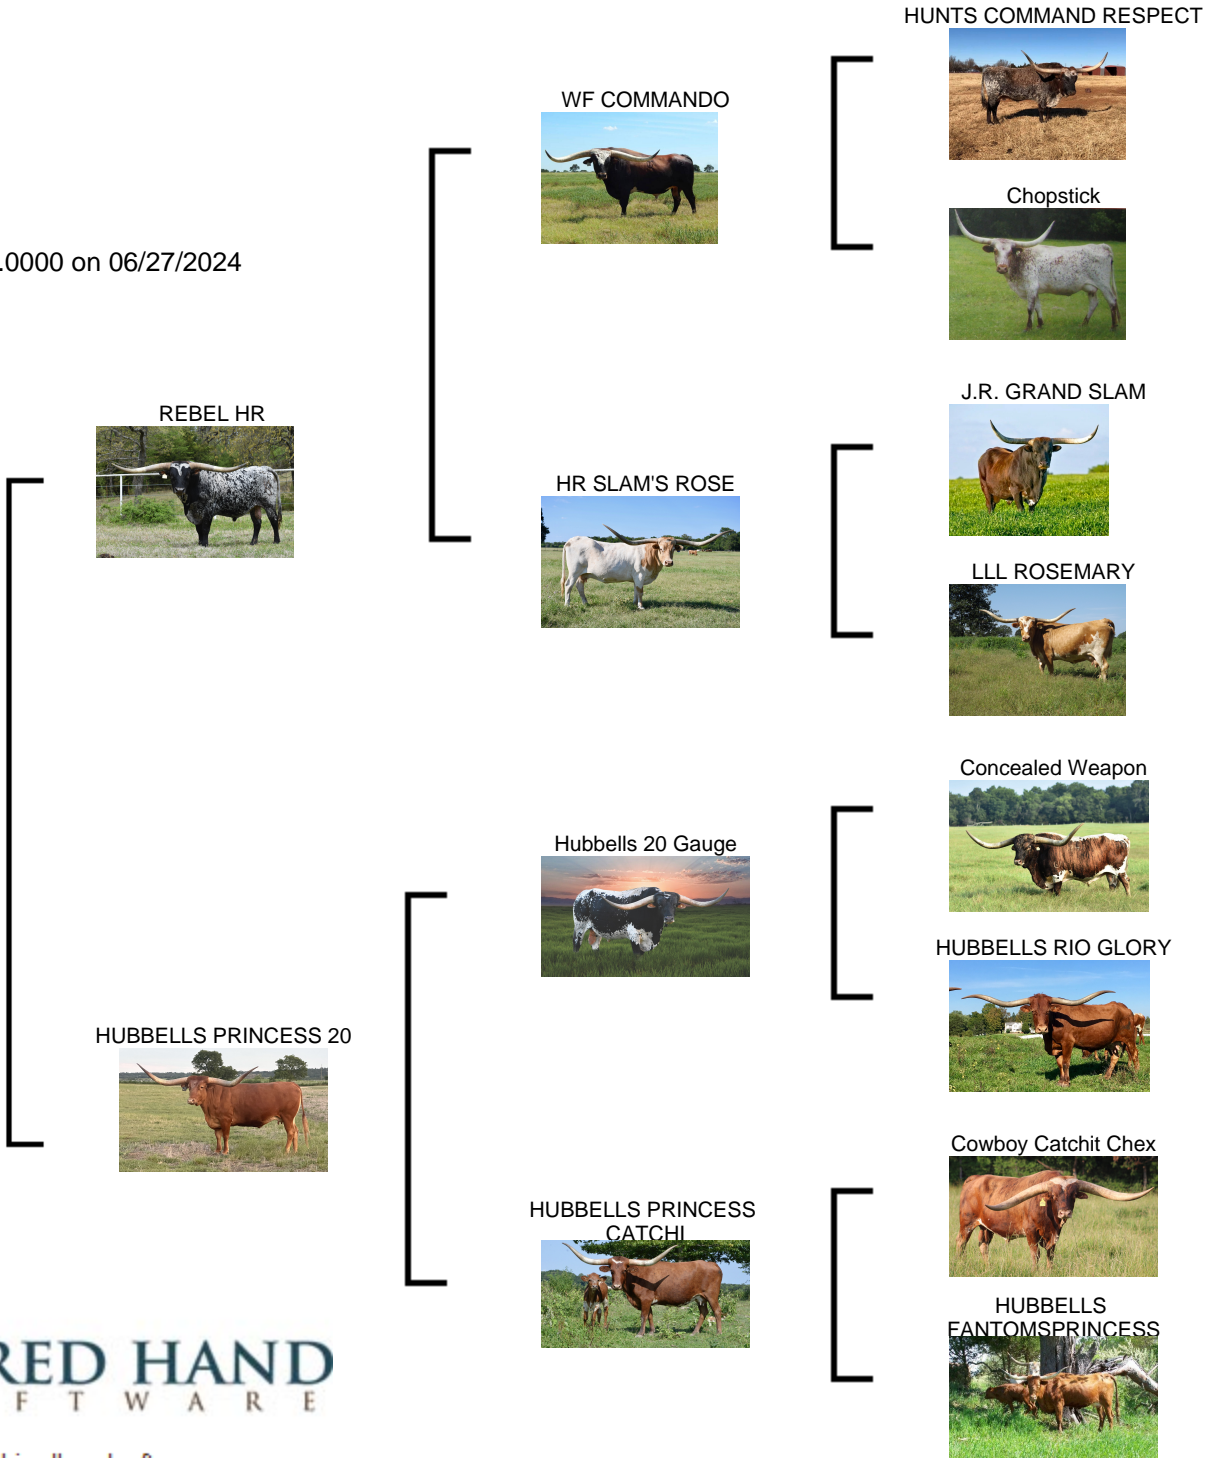 HUNTS COMMAND RESPECT
WF COMMANDO
Chopstick
.0000 on 06/27/2024
J.R. GRAND SLAM
REBEL HR
HR SLAM'S ROSE
LLL ROSEMARY
Concealed Weapon
Hubbells 20 Gauge
HUBBELLS RIO GLORY
HUBBELLS PRINCESS 20
Cowboy Catchit Chex
HUBBELLS PRINCESS
CATCHI
HUBBELLS
FANTOMSPRINCESS
RED HAND
F T W A R E